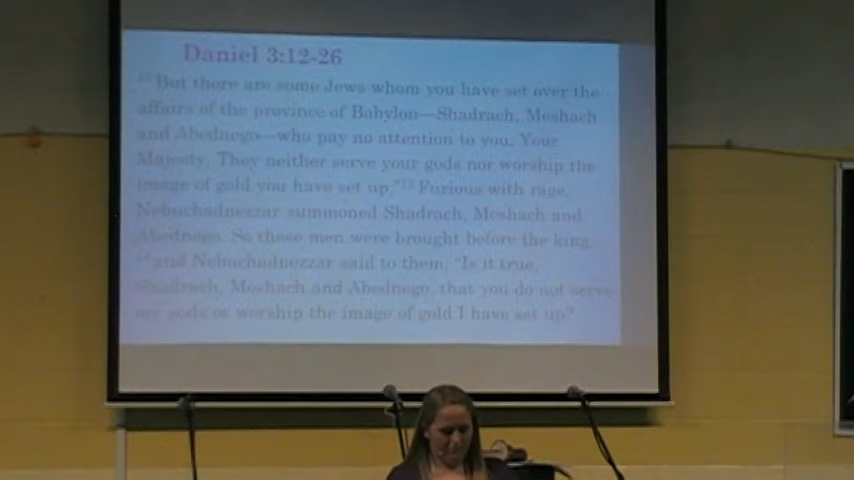 Daniel 3:12-26
12 But there are some Jews whom you have set over the
affairs of the province of Babylon—Shadrach, Meshach
and Abednego—who pay no attention to you, Your
Majesty. They neither serve your gods nor worship the
image of gold you have set up." 13 Furious with rage,
Nebuchadnezzar summoned Shadrach, Meshach and
Abednego. So these men were brought before the king,
14 and Nebuchadnezzar said to them, "Is it true,
Shadrach, Meshach and Abednego, that you do not serve
my gods or worship the image of gold I have set up?